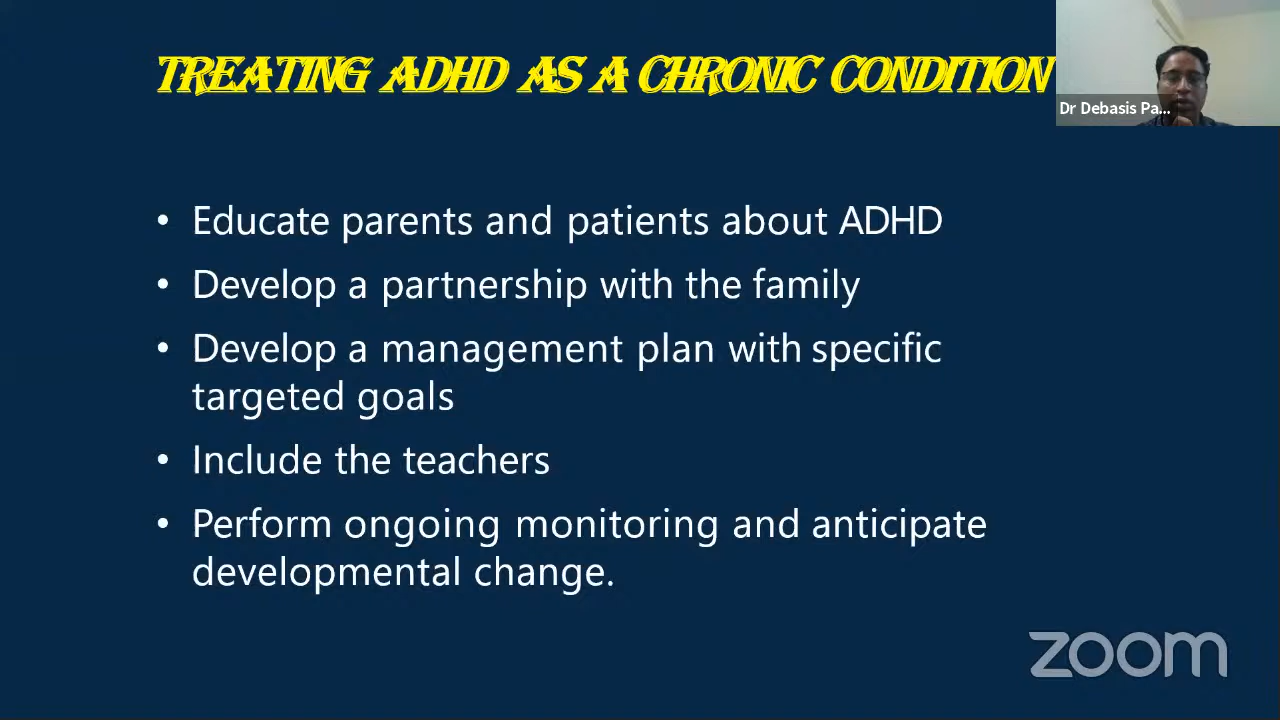 TREATING ADHD AS A CHRONIC CONDITION
Dr Debasis Pa...
• Educate parents and patients about ADHD
• Develop a partnership with the family
• Develop a management plan with specific
targeted goals
• Include the teachers
• Perform ongoing monitoring and anticipate
developmental change.
zoom